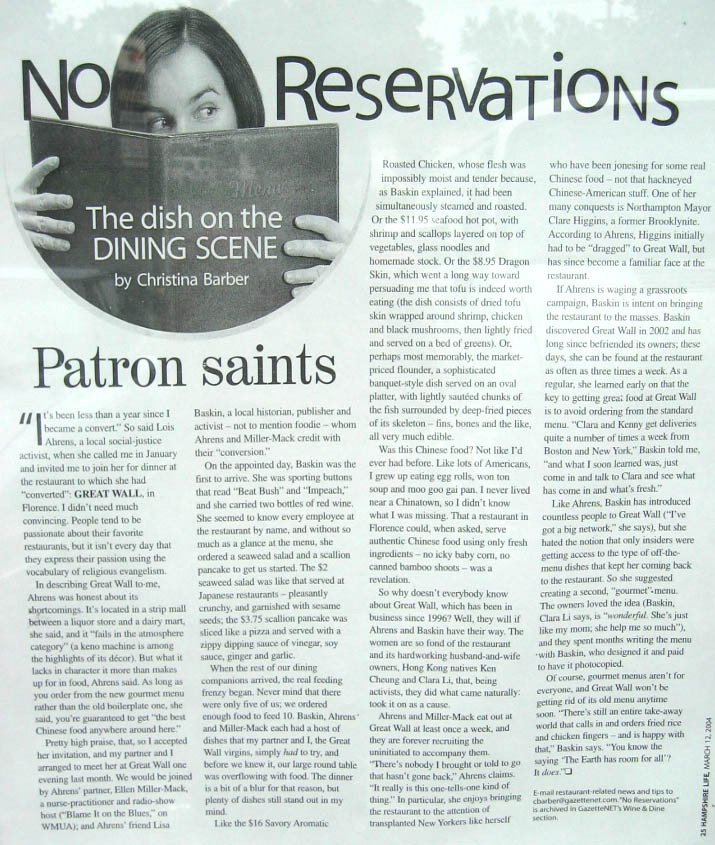 NO RESERVATIONS
Menu
The dish on the
DINING SCENE
by Christina Barber
Patron saints
"It's been less than a year since I
became a convert." So said Lois
Ahrens, a local social-justice
activist, when she called me in January
and invited me to join her for dinner at
the restaurant to which she had
"converted": GREAT WALL, in
Florence. I didn't need much
convincing. People tend to be
passionate about their favorite
restaurants, but it isn't every day that
they express their passion using the
vocabulary of religious evangelism.
In describing Great Wall to me,
Ahrens was honest about its
shortcomings. It's located in a strip mall
between a liquor store and a dairy mart,
she said, and it "fails in the atmosphere
category" (a keno machine is among
the highlights of its décor). But what it
lacks in character it more than makes
up for in food, Ahrens said. As long as
you order from the new gourmet menu
rather than the old boilerplate one, she
said, you're guaranteed to get "the best
Chinese food anywhere around here."
Pretty high praise, that, so I accepted
her invitation, and my partner and I
arranged to meet her at Great Wall one
evening last month. We would be joined
by Ahrens' partner, Ellen Miller-Mack,
a nurse-practitioner and radio-show
host ("Blame It on the Blues," on
WMUA); and Ahrens' friend Lisa
Baskin, a local historian, publisher and
activist – not to mention foodie – whom
Ahrens and Miller-Mack credit with
their "conversion."
On the appointed day, Baskin was the
first to arrive. She was sporting buttons
that read "Beat Bush" and "Impeach,"
and she carried two bottles of red wine.
She seemed to know every employee at
the restaurant by name, and without so
much as a glance at the menu, she
ordered a seaweed salad and a scallion
pancake to get us started. The $2
seaweed salad was like that served at
Japanese restaurants – pleasantly
crunchy, and garnished with sesame
seeds; the $3.75 scallion pancake was
sliced like a pizza and served with a
zippy dipping sauce of vinegar, soy
sauce, ginger and garlic.
When the rest of our dining
companions arrived, the real feeding
frenzy began. Never mind that there
were only five of us; we ordered
enough food to feed 10. Baskin, Ahrens
and Miller-Mack each had a host of
dishes that my partner and I, the Great
Wall virgins, simply had to try, and
before we knew it, our large round table
was overflowing with food. The dinner
is a bit of a blur for that reason, but
plenty of dishes still stand out in my
mind.
Like the $16 Savory Aromatic
Roasted Chicken, whose flesh was
impossibly moist and tender because,
as Baskin explained, it had been
simultaneously steamed and roasted.
Or the $11.95 seafood hot pot, with
shrimp and scallops layered on top of
vegetables, glass noodles and
homemade stock. Or the $8.95 Dragon
Skin, which went a long way toward
persuading me that tofu is indeed worth
eating (the dish consists of dried tofu
skin wrapped around shrimp, chicken
and black mushrooms, then lightly fried
and served on a bed of greens). Or,
perhaps most memorably, the market-
priced flounder, a sophisticated
banquet-style dish served on an oval
platter, with lightly sautéed chunks of
the fish surrounded by deep-fried pieces
of its skeleton – fins, bones and the like,
all very much edible.
Was this Chinese food? Not like I'd
ever had before. Like lots of Americans,
I grew up eating egg rolls, won ton
soup and moo goo gai pan. I never lived
near a Chinatown, so I didn't know
what I was missing. That a restaurant in
Florence could, when asked, serve
authentic Chinese food using only fresh
ingredients – no icky baby corn, no
canned bamboo shoots – was a
revelation.
So why doesn't everybody know
about Great Wall, which has been in
business since 1996? Well, they will if
Ahrens and Baskin have their way. The
women are so fond of the restaurant
and its hardworking husband-and-wife
owners, Hong Kong natives Ken
Cheung and Clara Li, that, being
activists, they did what came naturally:
took it on as a cause.
Ahrens and Miller-Mack eat out at
Great Wall at least once a week, and
they are forever recruiting the
uninitiated to accompany them.
"There's nobody I brought or told to go
that hasn't gone back," Ahrens claims.
"It really is this one-tells-one kind of
thing." In particular, she enjoys bringing
the restaurant to the attention of
transplanted New Yorkers like herself
who have been jonesing for some real
Chinese food – not that hackneyed
Chinese-American stuff. One of her
many conquests is Northampton Mayor
Clare Higgins, a former Brooklynite.
According to Ahrens, Higgins initially
had to be "dragged" to Great Wall, but
has since become a familiar face at the
restaurant.
If Ahrens is waging a grassroots
campaign, Baskin is intent on bringing
the restaurant to the masses. Baskin
discovered Great Wall in 2002 and has
long since befriended its owners; these
days, she can be found at the restaurant
as often as three times a week. As a
regular, she learned early on that the
key to getting great food at Great Wall
is to avoid ordering from the standard
menu. "Clara and Kenny get deliveries
quite a number of times a week from
Boston and New York," Baskin told me,
"and what I soon learned was, just
come in and talk to Clara and see what
has come in and what's fresh."
Like Ahrens, Baskin has introduced
countless people to Great Wall ("I've
got a big network," she says), but she
hated the notion that only insiders were
getting access to the type of off-the-
menu dishes that kept her coming back
to the restaurant. So she suggested
creating a second, "gourmet" menu.
The owners loved the idea (Baskin,
Clara Li says, is "wonderful. She's just
like my mom; she help me so much"),
and they spent months writing the menu
with Baskin, who designed it and paid
to have it photocopied.
Of course, gourmet menus aren't for
everyone, and Great Wall won't be
getting rid of its old menu anytime
soon. "There's still an entire take-away
world that calls in and orders fried rice
and chicken fingers – and is happy with
that," Baskin says. "You know the
saying 'The Earth has room for all'?
It does."❏
E-mail restaurant-related news and tips to
cbarber@gazettenet.com. "No Reservations"
is archived in GazetteNET's Wine & Dine
section.
25 HAMPSHIRE LIFE, MARCH 12, 2004